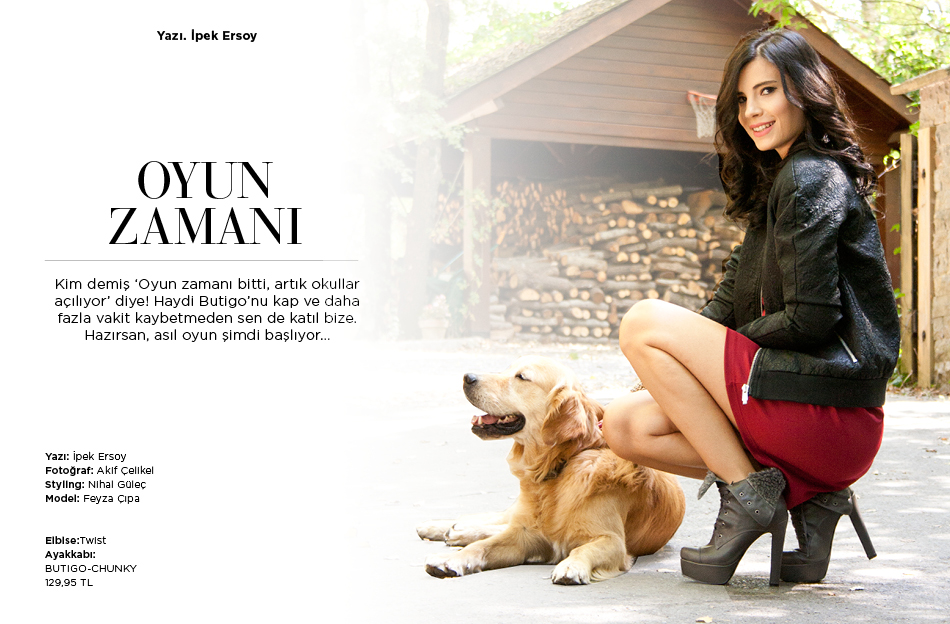 Yazı. İpek Ersoy
OYUN
ZAMANI
Kim demiş ‘Oyun zamanı bitti, artık okullar
açılıyor’ diye! Haydi Butigo’nu kap ve daha
fazla vakit kaybetmeden sen de katıl bize.
Hazırsan, asıl oyun şimdi başlıyor...
Yazı: İpek Ersoy
Fotoğraf: Akif Çelikel
Styling: Nihal Güleç
Model: Feyza Çıpa
Elbise:Twist
Ayakkabı:
BUTIGO-CHUNKY
129,95 TL